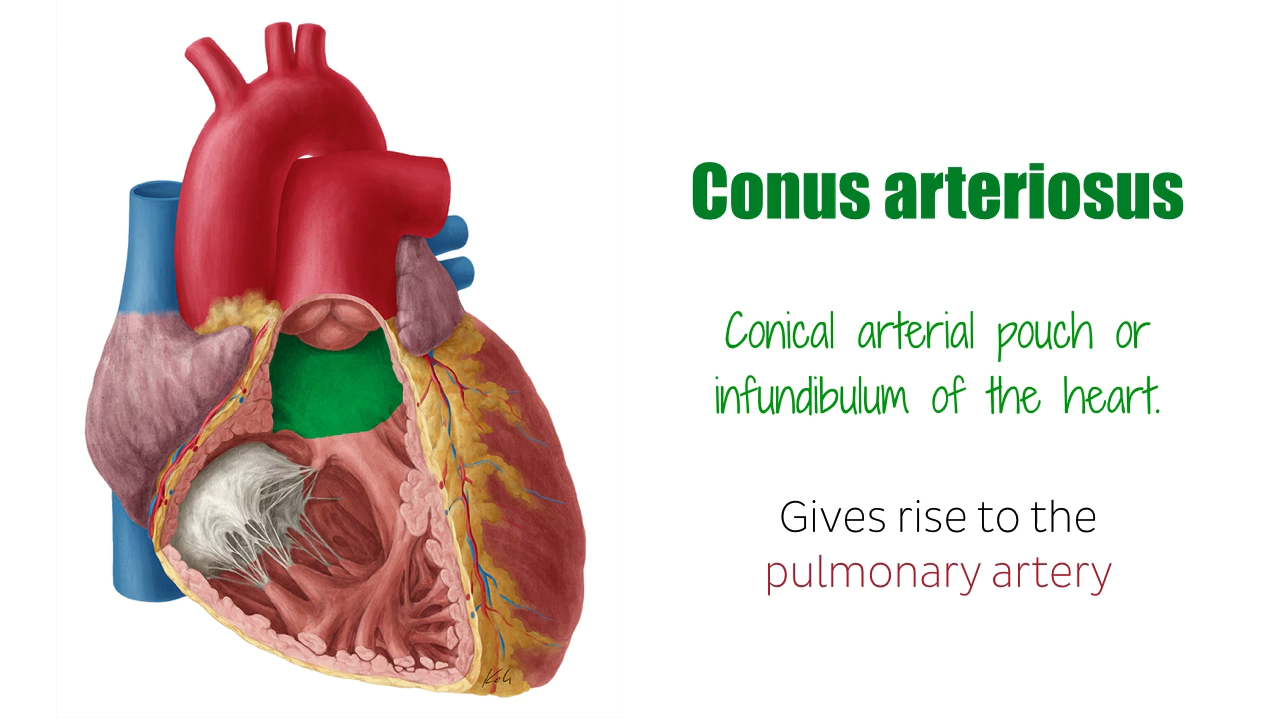 Conus arteriosus
Conical arterial pouch or
infundibulum of the heart.
Gives rise to the
pulmonary artery